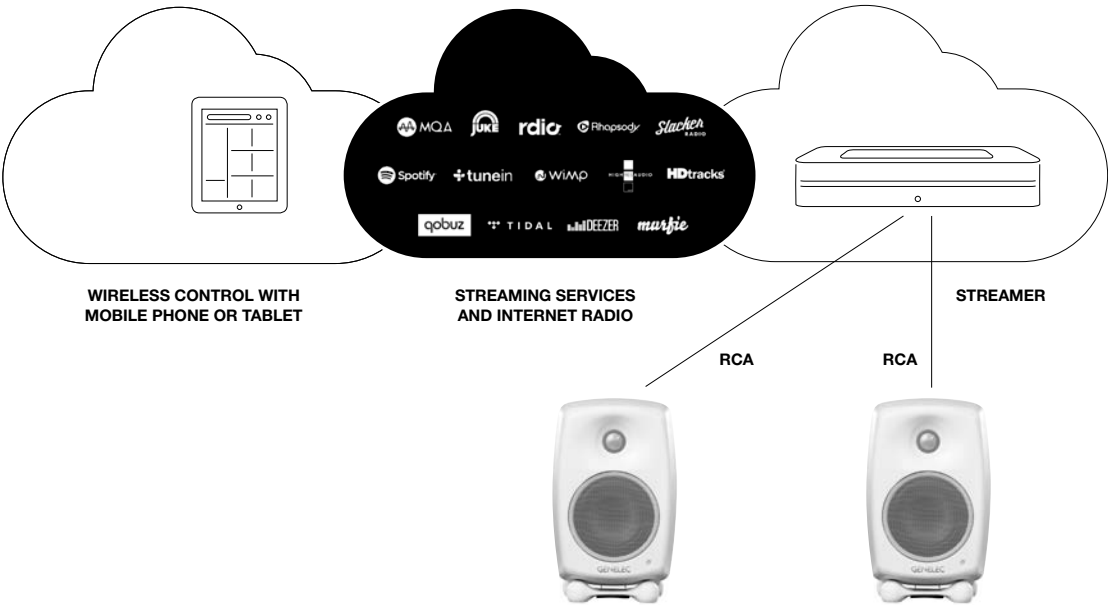 MQA
JUKE
rdio
Rhapsody
Slacker
RADIO
Spotify
tunein
WiMP
HIGHRESAUDIO
HDtracks
qobuz
TIDAL
DEEZER
murfie
WIRELESS CONTROL WITH
MOBILE PHONE OR TABLET
STREAMING SERVICES
AND INTERNET RADIO
STREAMER
RCA
RCA
GENELEC
GENELEC